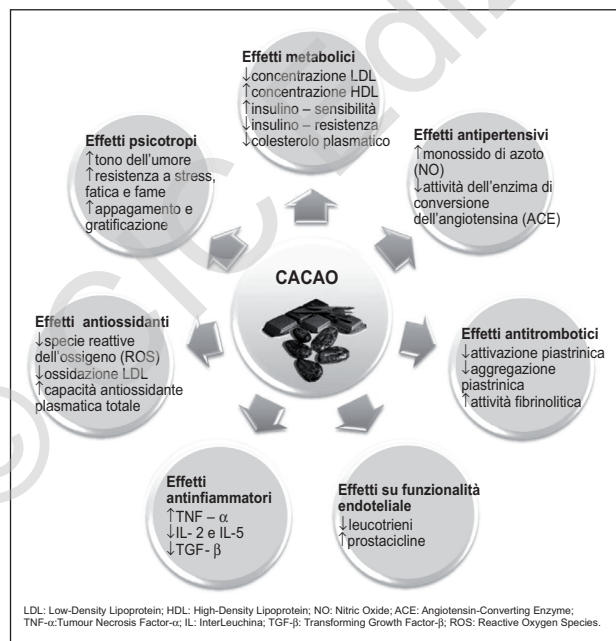 Effetti metabolici
↓concentrazione LDL
↑concentrazione HDL
↑insulino – sensibilità
↓insulino – resistenza
↓colesterolo plasmatico
Effetti antipertensivi
↑monossido di azoto
(NO)
↓attività dell'enzima di
conversione
dell'angiotensina (ACE)
Effetti antitrombotici
↓attivazione piastrinica
↓aggregazione
piastrinica
↑attività fibrinolitica
Effetti su funzionalità
endoteliale
↓leucotrieni
↑prostacicline
Effetti
antinfiammatori
↑TNF – α
↓IL- 2 e IL-5
↓TGF- β
Effetti antiossidanti
↓specie reattive
dell'ossigeno (ROS)
↓ossidazione LDL
↑capacità antiossidante
plasmatica totale
Effetti psicotropi
↑tono dell'umore
↑resistenza a stress,
fatica e fame
↑appagamento e
gratificazione
CACAO
LDL: Low-Density Lipoprotein; HDL: High-Density Lipoprotein; NO: Nitric Oxide; ACE: Angiotensin-Converting Enzyme;
TNF-α:Tumour Necrosis Factor-α; IL: InterLeuchina; TGF-β: Transforming Growth Factor-β; ROS: Reactive Oxygen Species.